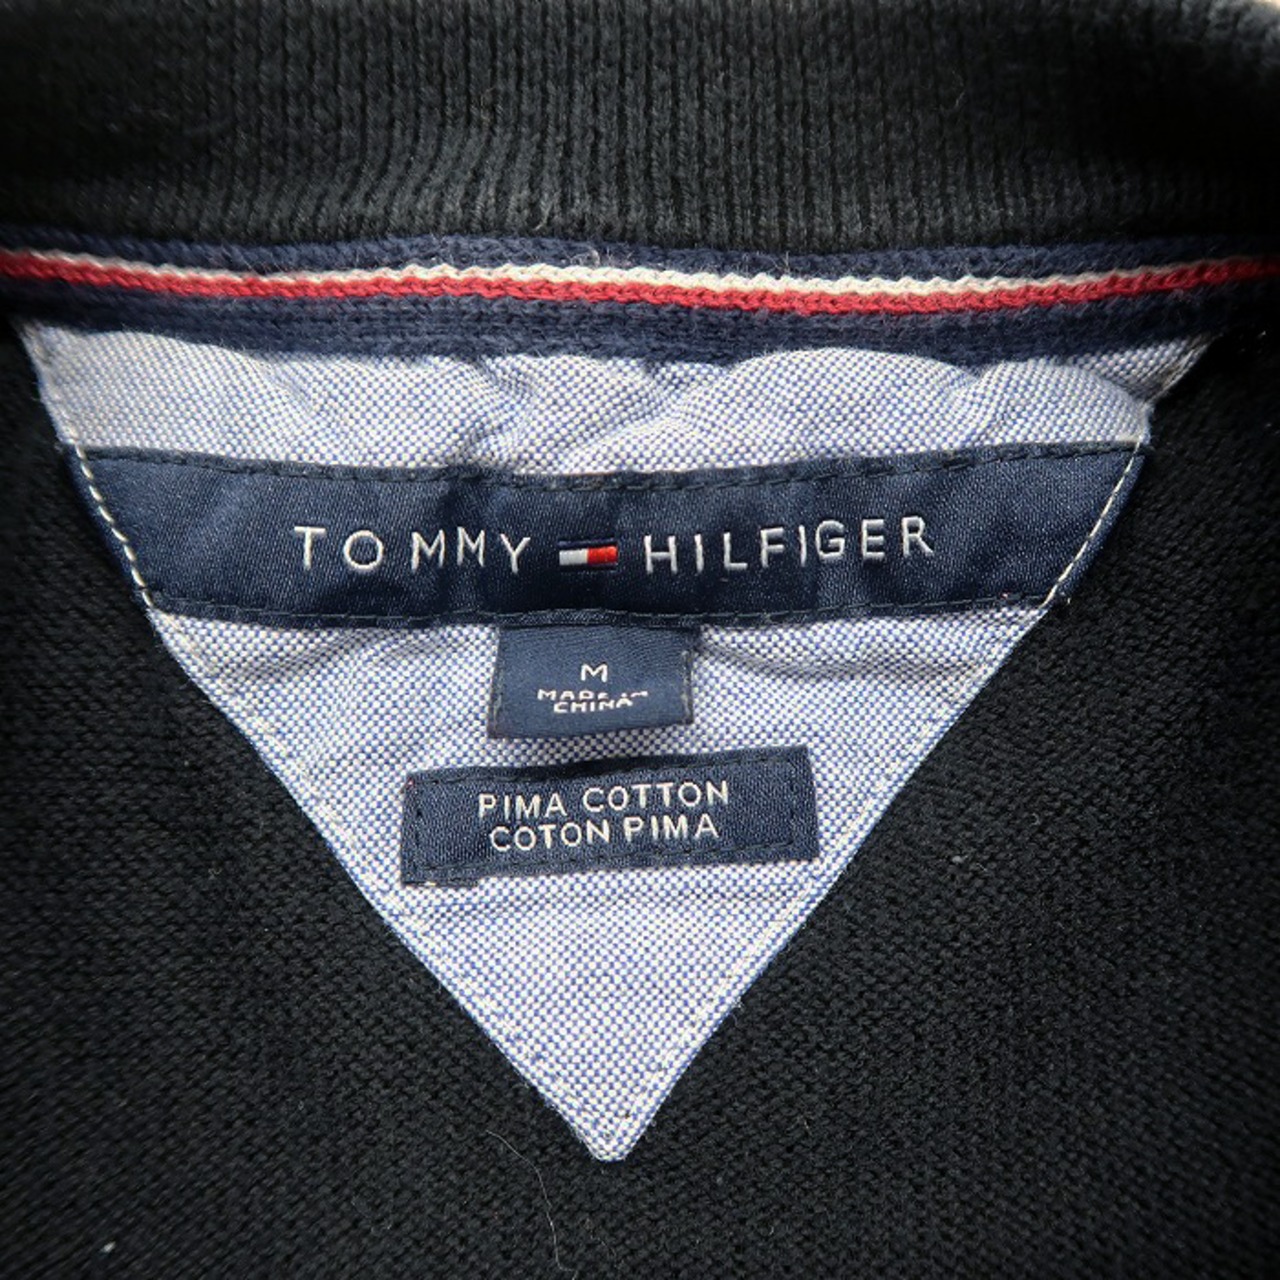 TOMMY HILFIGER
M
MADE IN
CHINA
PIMA COTTON
COTON PIMA